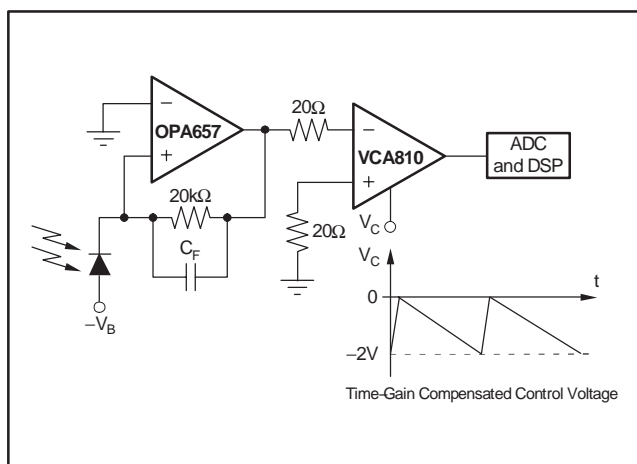 −
OPA657
+
20Ω
−
VCA810
+
ADC
and DSP
20kΩ
C_F
20Ω
V_C
V_C
t
0
−2V
−V_B
Time-Gain Compensated Control Voltage